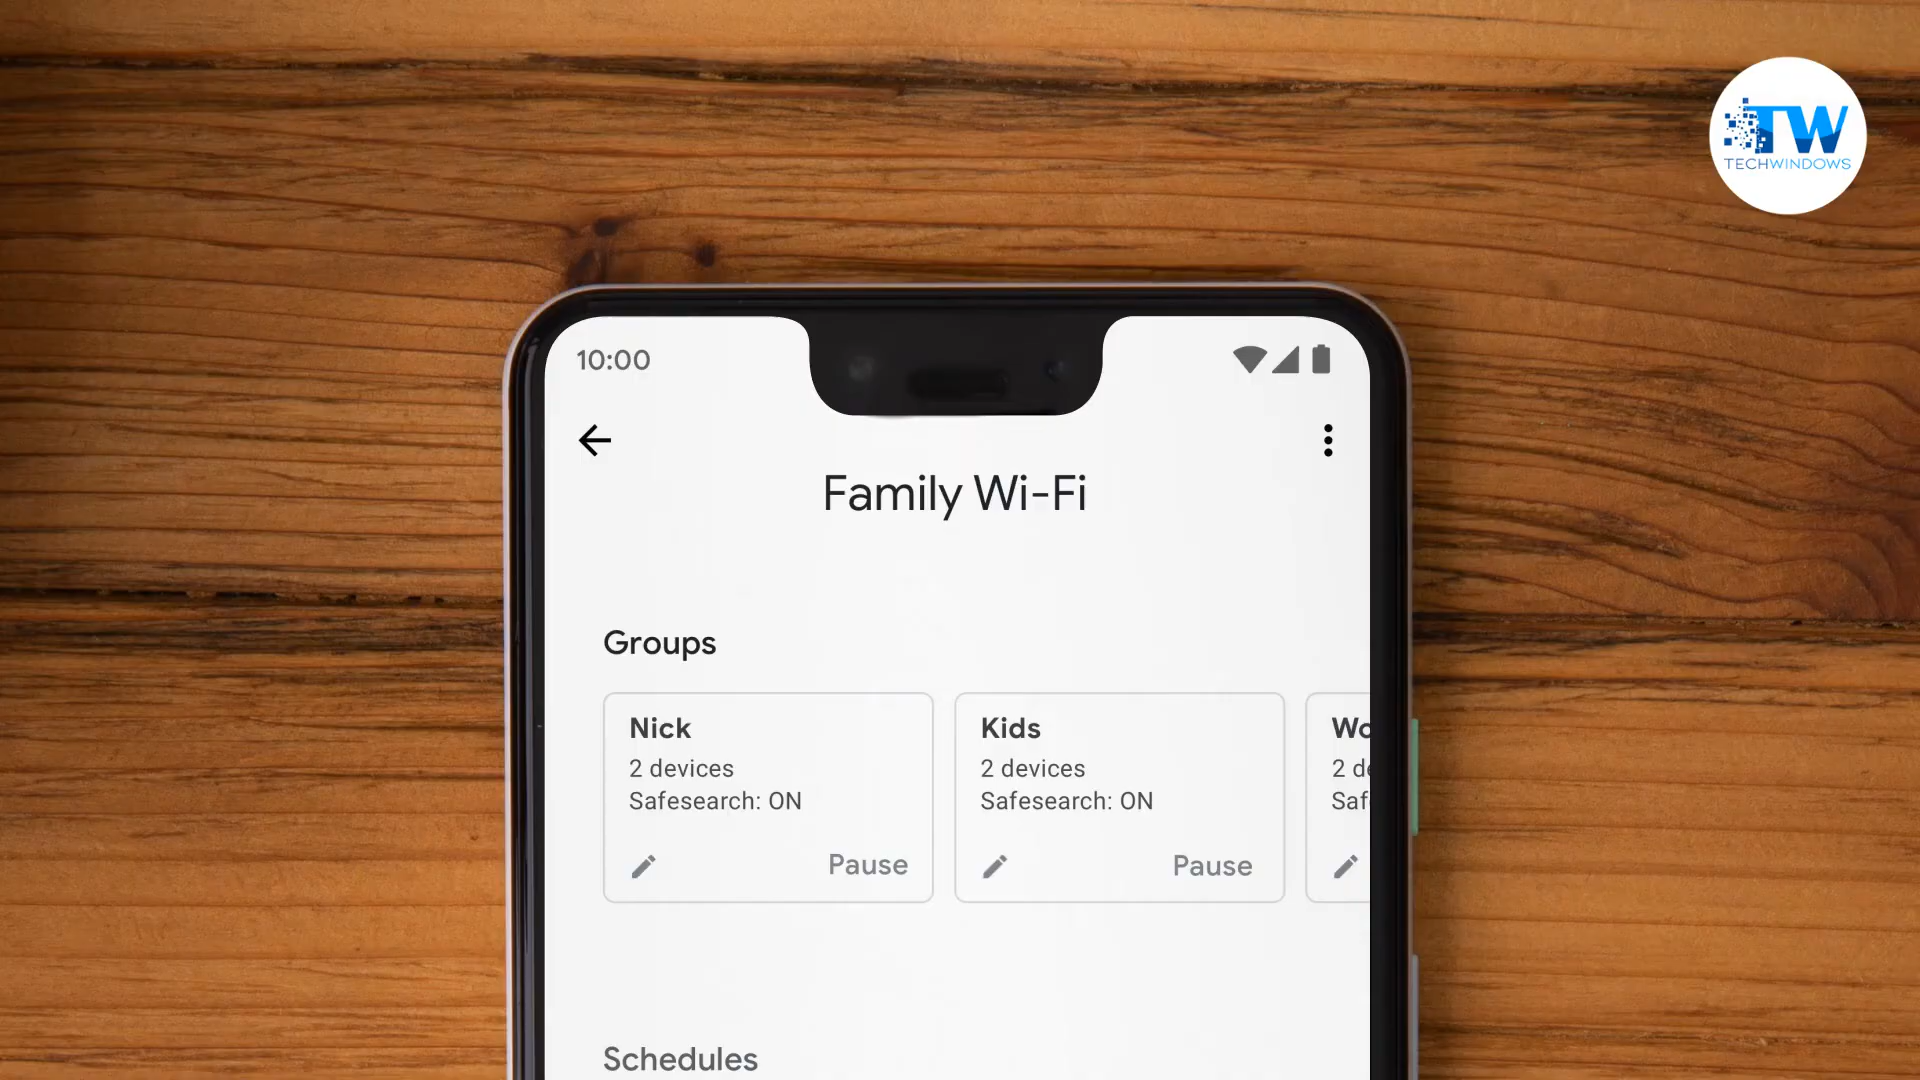 TW
TECHWINDOWS
10:00
Family Wi-Fi
Groups
Nick
2 devices
Safesearch: ON
Pause
Kids
2 devices
Safesearch: ON
Pause
2
Schedules